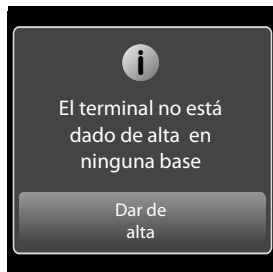 El terminal no está
dado de alta en
ninguna base
Dar de
alta